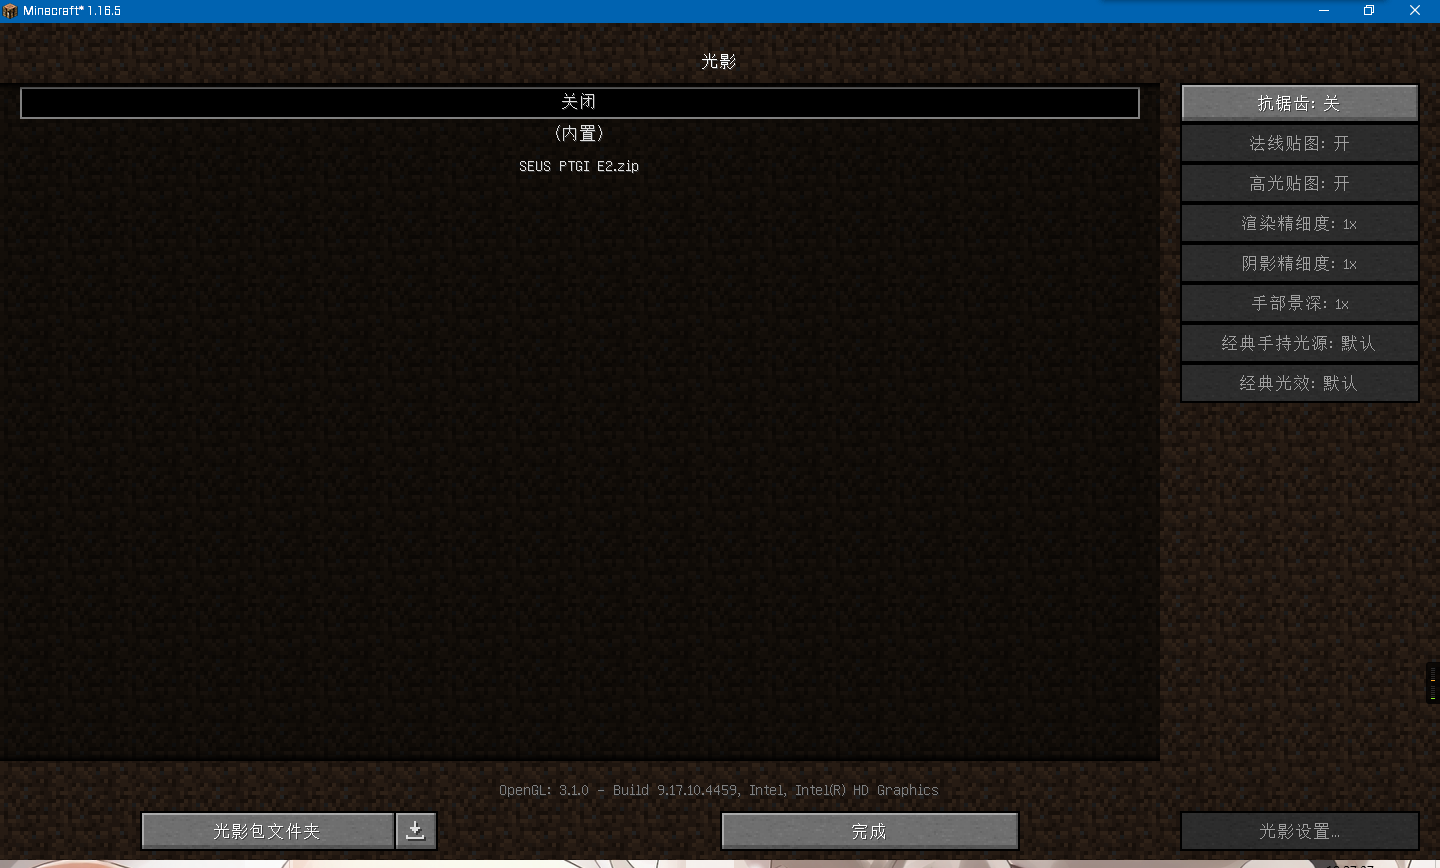 Minecraft* 1.16.5
光影
关闭
(内置)
SEUS PTGI E2.zip
抗锯齿: 关
法线贴图: 开
高光贴图: 开
渲染精细度: 1x
阴影精细度: 1x
手部景深: 1x
经典手持光源: 默认
经典光效: 默认
OpenGL: 3.1.0 - Build 9.17.10.4459, Intel, Intel(R) HD Graphics
光影包文件夹
完成
光影设置...